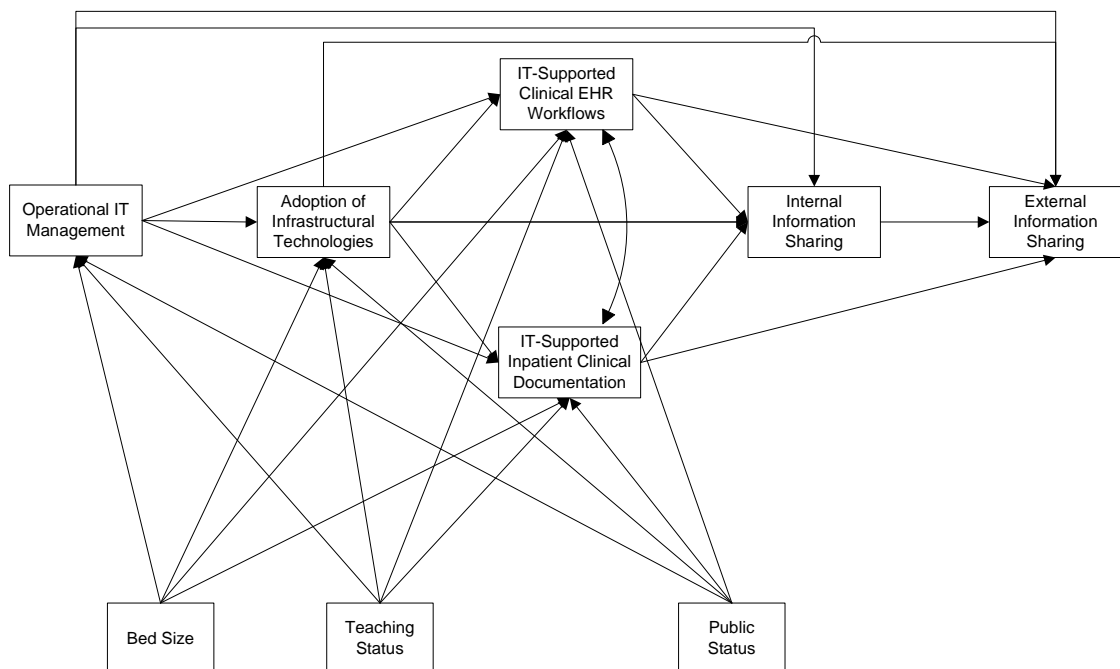 IT-Supported
Clinical EHR
Workflows
Operational IT
Management
Adoption of
Infrastructural
Technologies
Internal
Information
Sharing
External
Information
Sharing
IT-Supported
Inpatient Clinical
Documentation
Bed Size
Teaching
Status
Public
Status